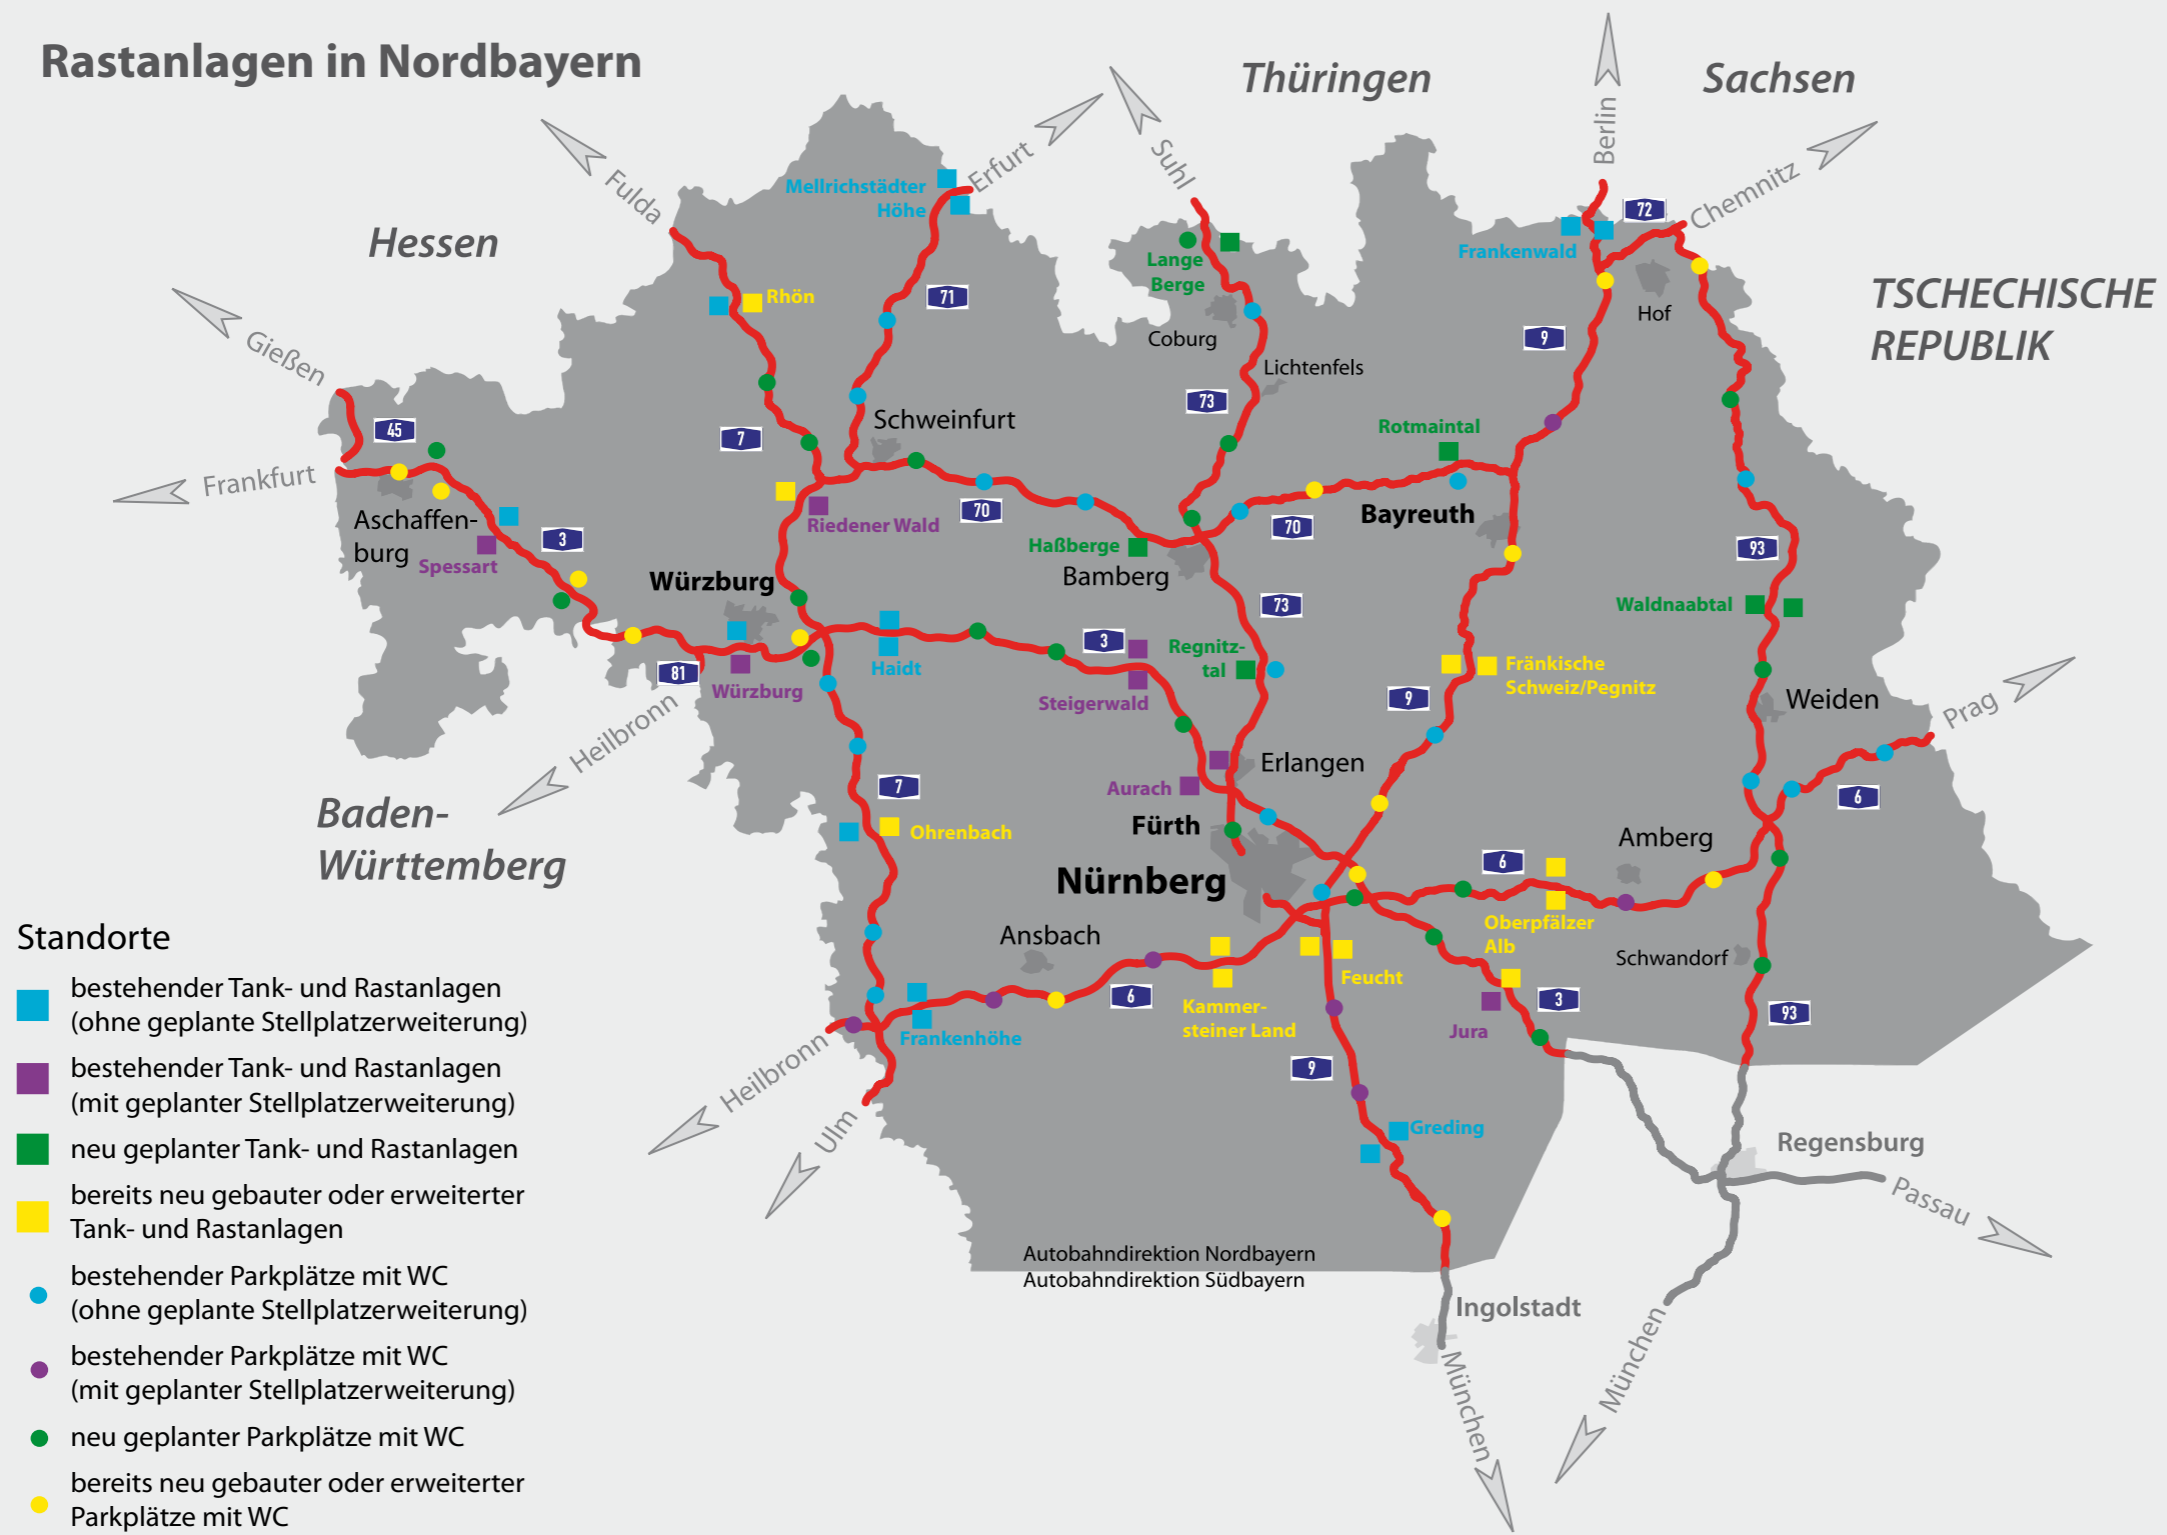 Rastanlagen in Nordbayern
Thüringen
Sachsen
Hessen
TSCHECHISCHE
REPUBLIK
Baden-
Württemberg
Fulda
Erfurt
Suhl
Berlin
Chemnitz
Gießen
Frankfurt
Heilbronn
Prag
Heilbronn
Ulm
Passau
München
München
Mellrichstädter
Höhe
Rhön
Lange
Berge
Coburg
Lichtenfels
Frankenwald
Hof
72
71
9
45
7
73
Schweinfurt
Rotmaintal
Aschaffen-
burg
Spessart
3
Riedener Wald
70
70
Bayreuth
Haßberge
Bamberg
93
Würzburg
73
Waldnaabtal
81
Würzburg
Haidt
3
Steigerwald
Regnitz-
tal
Fränkische
Schweiz/Pegnitz
9
Weiden
7
Ohrenbach
Aurach
Erlangen
Fürth
Nürnberg
6
Amberg
6
Oberpfälzer
Alb
Ansbach
Schwandorf
Feucht
6
Kammer-
steiner Land
Jura
3
93
Frankenhöhe
9
Greding
Regensburg
Autobahndirektion Nordbayern
Autobahndirektion Südbayern
Ingolstadt
Standorte
bestehender Tank- und Rastanlagen
(ohne geplante Stellplatzerweiterung)
bestehender Tank- und Rastanlagen
(mit geplanter Stellplatzerweiterung)
neu geplanter Tank- und Rastanlagen
bereits neu gebauter oder erweiterter
Tank- und Rastanlagen
bestehender Parkplätze mit WC
(ohne geplante Stellplatzerweiterung)
bestehender Parkplätze mit WC
(mit geplanter Stellplatzerweiterung)
neu geplanter Parkplätze mit WC
bereits neu gebauter oder erweiterter
Parkplätze mit WC